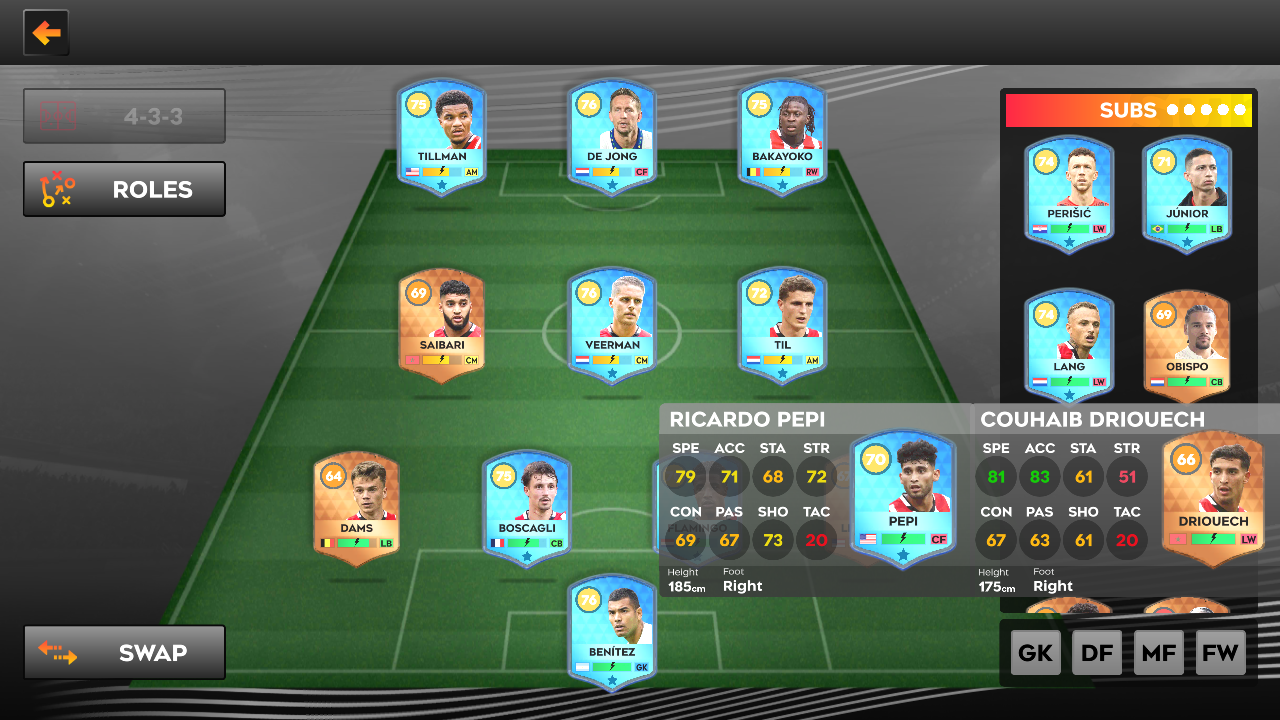 4-3-3
ROLES
75
TILLMAN
AM
76
DE JONG
CF
75
BAKAYOKO
RW
SUBS
74
PERIŠIĆ
LW
71
JÚNIOR
LB
69
SAIBARI
CM
76
VEERMAN
CM
72
TIL
AM
74
LANG
LW
69
OBISPO
CB
64
DAMS
LB
75
BOSCAGLI
CB
FLAMINGO
RICARDO PEPI
SPE ACC STA STR
79 71 68 72
CON PAS SHO TAC
69 67 73 20
Height Foot
185cm Right
70
PEPI
CF
COUHAIB DRIOUECH
SPE ACC STA STR
81 83 61 51
CON PAS SHO TAC
67 63 61 20
Height Foot
175cm Right
66
DRIOUECH
LW
76
BENÍTEZ
GK
SWAP
GK DF MF FW